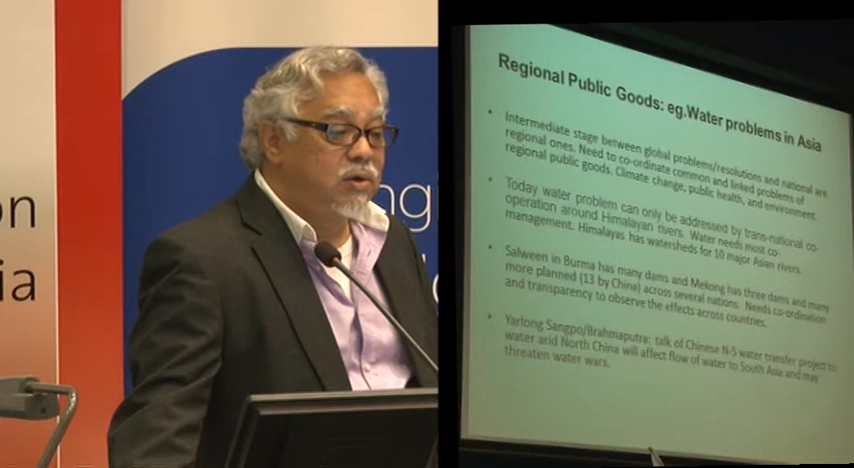 on
ia
ngi
Regional Public Goods: eg.Water problems in Asia
• Intermediate stage between global problems/resolutions and national are
regional ones. Need to co-ordinate common and linked problems of
regional public goods. Climate change, public health, and environment.
• Today water problem can only be addressed by trans-national co-
operation around Himalayan rivers. Water needs most co-
management. Himalayas has watersheds for 10 major Asian rivers.
• Salween in Burma has many dams and Mekong has three dams and many
more planned (13 by China) across several nations. Needs co-ordination
and transparency to observe the effects across countries.
• Yarlong Sangpo/Brahmaputra: talk of Chinese N-S water transfer project to
water arid North China will affect flow of water to South Asia and may
threaten water wars.